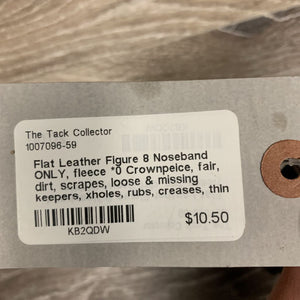 The Tack Collector
1007096-59
Flat Leather Figure 8 Noseband
ONLY, fleece *0 Crownpeice, fair,
dirt, scrapes, loose & missing
keepers, xholes, rubs, creases, thin
$10.50
KB2QDW